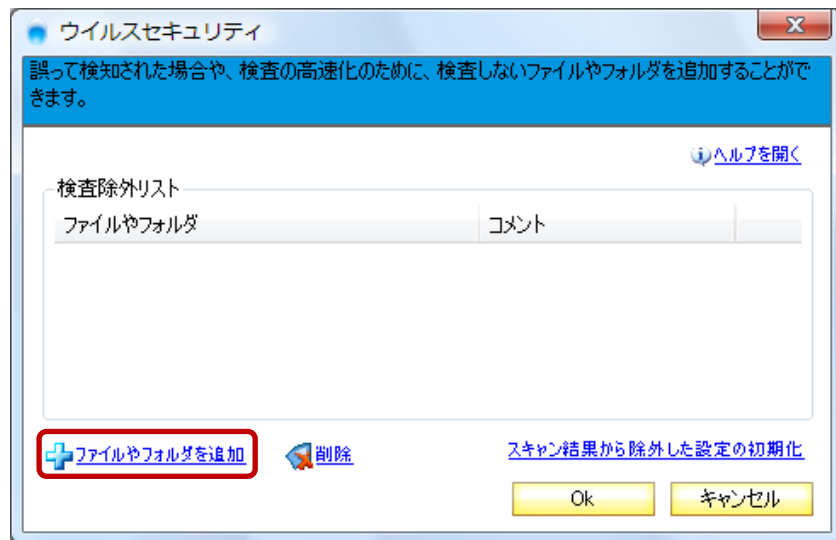 ウイルスセキュリティ
誤って検知された場合や、検査の高速化のために、検査しないファイルやフォルダを追加することがで
きます。
ヘルプを開く
検査除外リスト
ファイルやフォルダ
コメント
ファイルやフォルダを追加
削除
スキャン結果から除外した設定の初期化
Ok
キャンセル